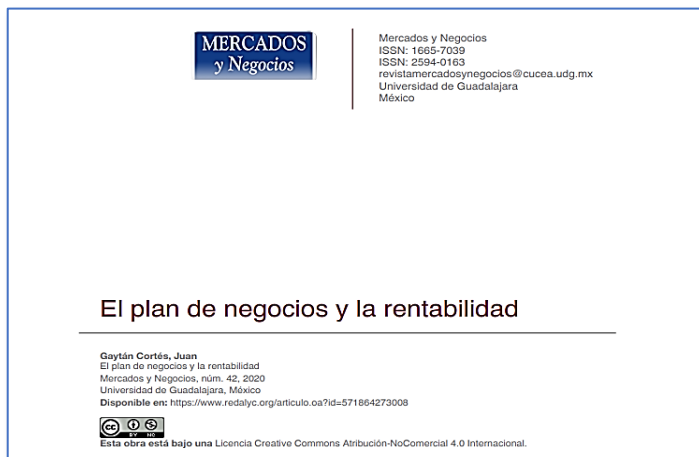 MERCADOS
y Negocios
Mercados y Negocios
ISSN: 1665-7039
ISSN: 2594-0163
revistamercadosynegocios@cucea.udg.mx
Universidad de Guadalajara
México
El plan de negocios y la rentabilidad
Gaytán Cortés, Juan
El plan de negocios y la rentabilidad
Mercados y Negocios, núm. 42, 2020
Universidad de Guadalajara, México
Disponible en: https://www.redalyc.org/articulo.oa?id=571864273008
cc
BY NC
Esta obra está bajo una Licencia Creative Commons Atribución-NoComercial 4.0 Internacional.